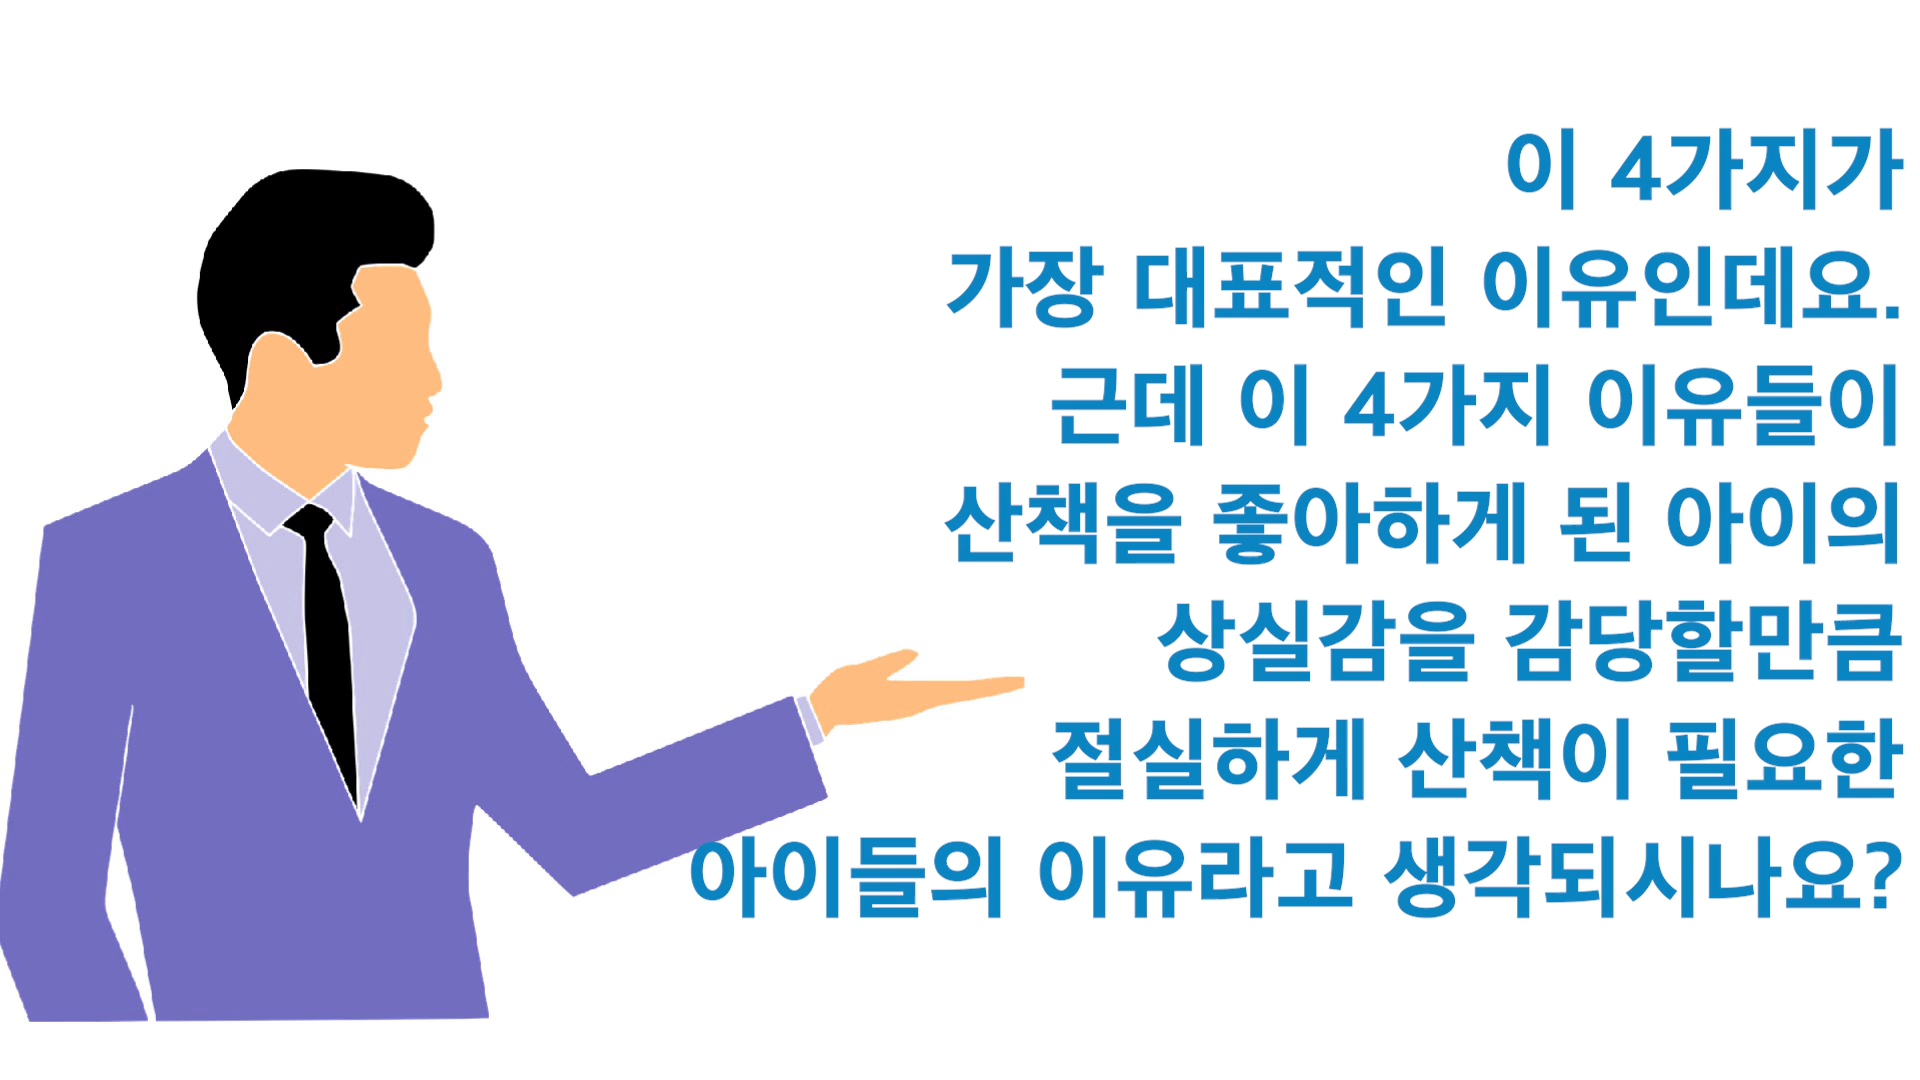 이 4가지가
가장 대표적인 이유인데요.
근데 이 4가지 이유들이
산책을 좋아하게 된 아이의
상실감을 감당할만큼
절실하게 산책이 필요한
아이들의 이유라고 생각되시나요?